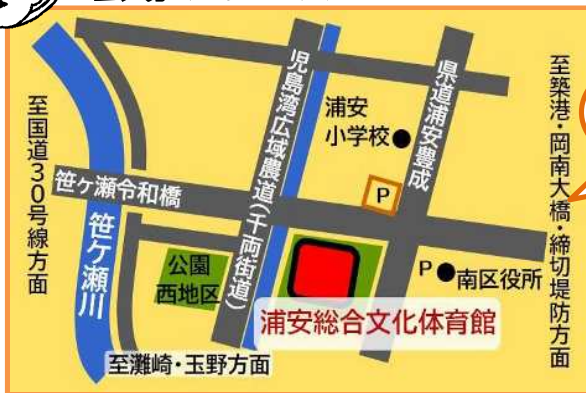 至国道30号線方面
笹ヶ瀬川
笹ヶ瀬令和橋
児島湾広域農道(千両街道)
浦安
小学校
県道浦安豊成
至築港・岡南大橋・締切堤防方面
P
公園
西地区
P
南区役所
浦安総合文化体育館
至灘崎・玉野方面